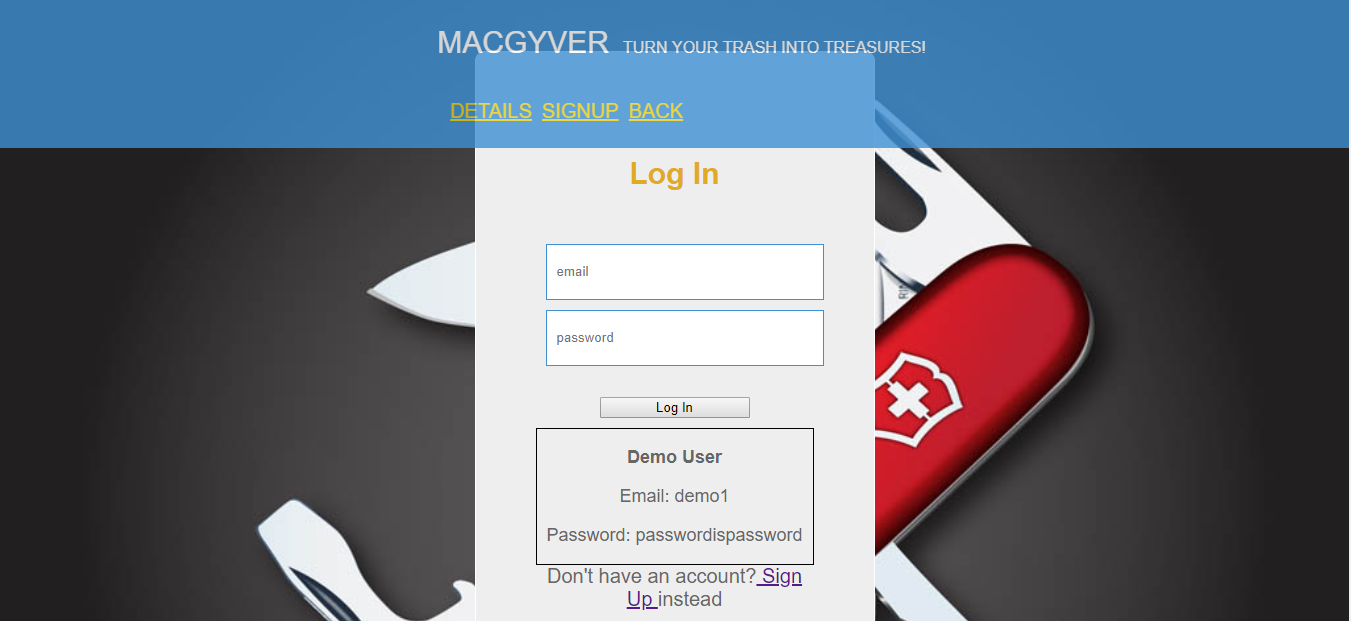 MACGYVER TURN YOUR TRASH INTO TREASURES!
DETAILS SIGNUP BACK
Log In
email
password
Log In
Demo User
Email: demo1
Password: passwordispassword
Don't have an account? Sign
Up instead